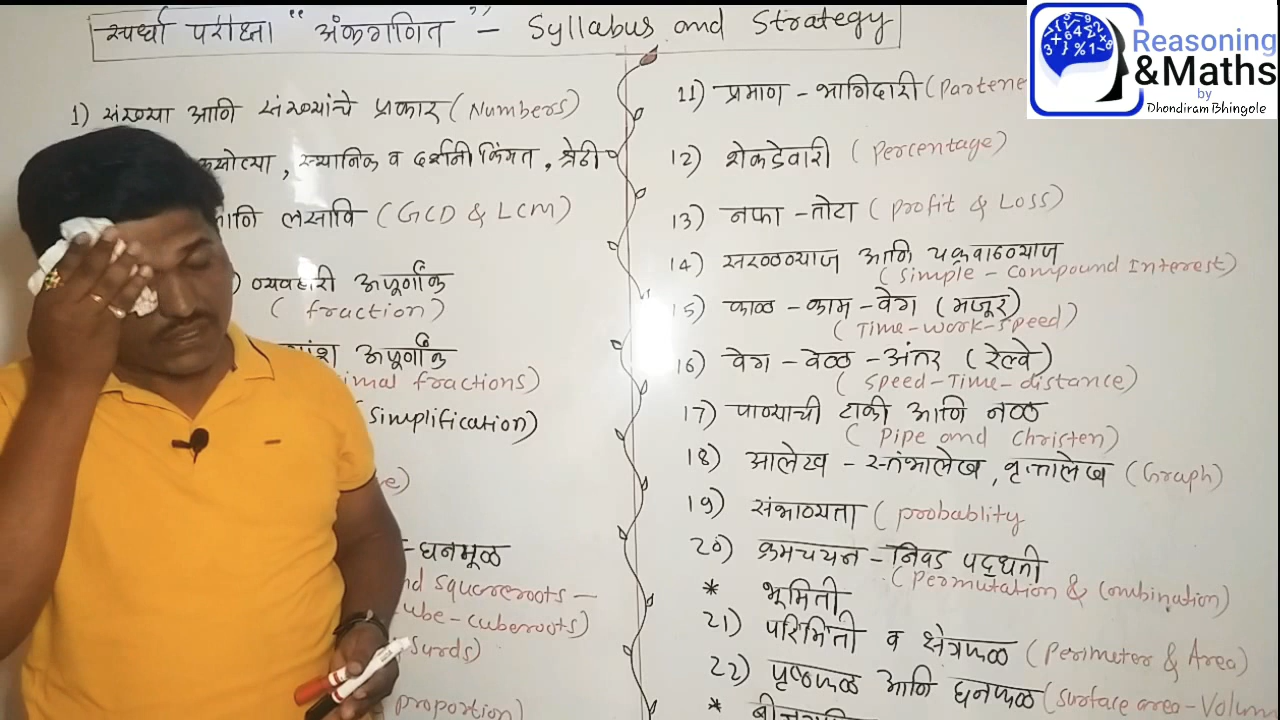 स्पर्धा परीक्षा "अंकगणित" - Syllabus and Strategy
1) संख्या आणि संख्यांचे प्रकार (Numbers)
कसोट्या, स्थानिक व दर्शनी किंमत, श्रेढी
लसावि (GCD & LCM)
व्यवहारी अपूर्णांक
(fraction)
अपूर्णांक
fractions)
(Simplification)
घनमूळ
squareroots -
cuberoots)
surds)
proportion)
11) प्रमाण - भागिदारी
12) शेकडेवारी (Percentage)
13) नफा - तोटा (Profit & Loss)
14) सरळव्याज आणि चक्रवाढव्याज
(Simple - Compound Interest)
15) काळ - काम - वेग (मजूर)
(Time-work-speed)
16) वेग - वेळ - अंतर (रेल्वे)
(Speed-Time-distance)
17) पाण्याची टाकी आणि नळ
(Pipe and Christen)
18) आलेख - स्तंभालेख, वृत्तालेख (Graph)
19) संभाव्यता (probablity
20) क्रमचयन - निवड पद्धती
(Permutation & Combination)
* भूमिती
21) परिमिती व क्षेत्रफळ (Perimeter & Area)
22) पृष्ठफळ आणि घनफळ (Surface area-Volum
*
Reasoning
&Maths
by
Dhondiram Bhingole